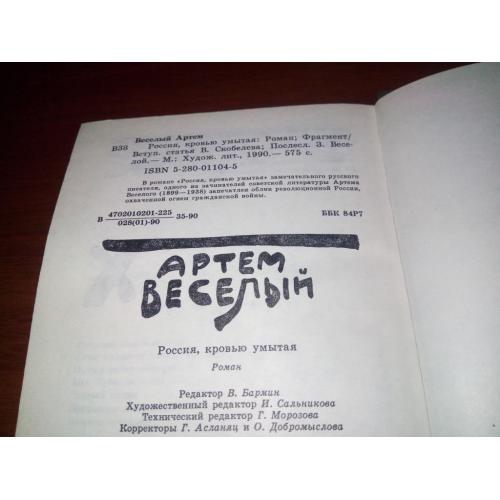 Веселый Артем
В38 Россия, кровью умытая: Роман; Фрагмент/
Вступ. статья В. Скобелева; Послесл. З. Весе-
лой.— М.: Худож. лит., 1990.— 575 с.
ISBN 5-280-01104-5
В романе «Россия, кровью умытая» замечательного русского
писателя, одного из зачинателей советской литературы Артема
Веселого (1899—1938) запечатлен облик революционной России,
охваченной огнем гражданской войны.
В 4702010201-225 35-90 ББК 84Р7
028(01)-90
АРТЕМ
ВЕСЕЛЫЙ
Россия, кровью умытая
Роман
Редактор В. Бармин
Художественный редактор И. Сальникова
Технический редактор Г. Морозова
Корректоры Г. Асланянц и О. Добромыслова